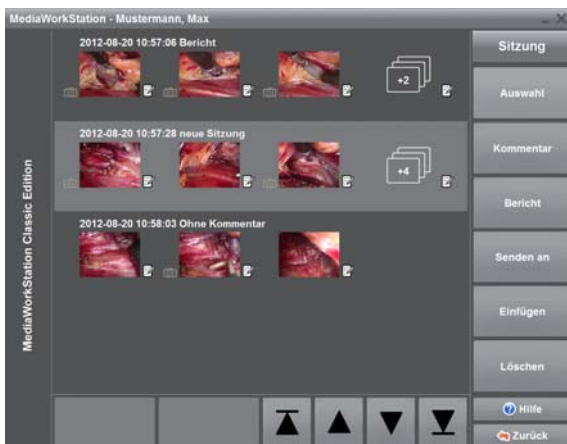 MediaWorkStation - Mustermann, Max
MediaWorkStation Classic Edition
2012-08-20 10:57:06 Bericht
+2
2012-08-20 10:57:28 neue Sitzung
+4
2012-08-20 10:58:03 Ohne Kommentar
Sitzung
Auswahl
Kommentar
Bericht
Senden an
Einfügen
Löschen
Hilfe
Zurück